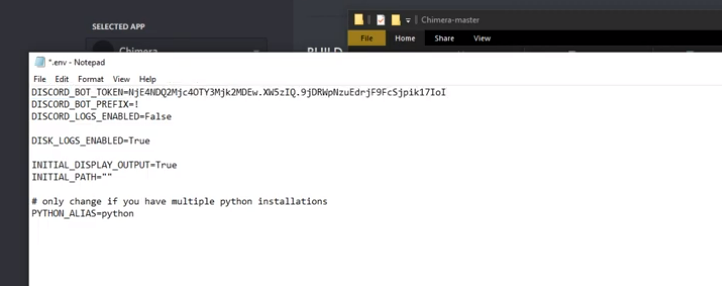 SELECTED APP
Chimera
BUILD
Chimera-master
File Home Share View
*.env - Notepad
File Edit Format View Help
DISCORD_BOT_TOKEN=NjE4NDQ2Mjc4OTY3Mjk2MDEw.XW5zIQ.9jDRWpNzuEdrjF9FcSjpik17IoI
DISCORD_BOT_PREFIX=!
DISCORD_LOGS_ENABLED=False
DISK_LOGS_ENABLED=True
INITIAL_DISPLAY_OUTPUT=True
INITIAL_PATH=""
# only change if you have multiple python installations
PYTHON_ALIAS=python